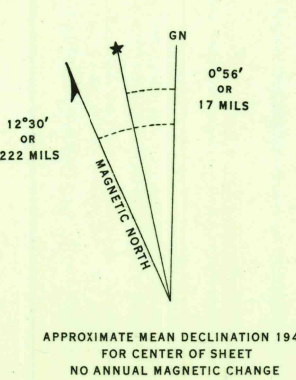 GN
0°56′
OR
17 MILS
12°30′
OR
222 MILS
MAGNETIC NORTH
APPROXIMATE MEAN DECLINATION 194
FOR CENTER OF SHEET
NO ANNUAL MAGNETIC CHANGE